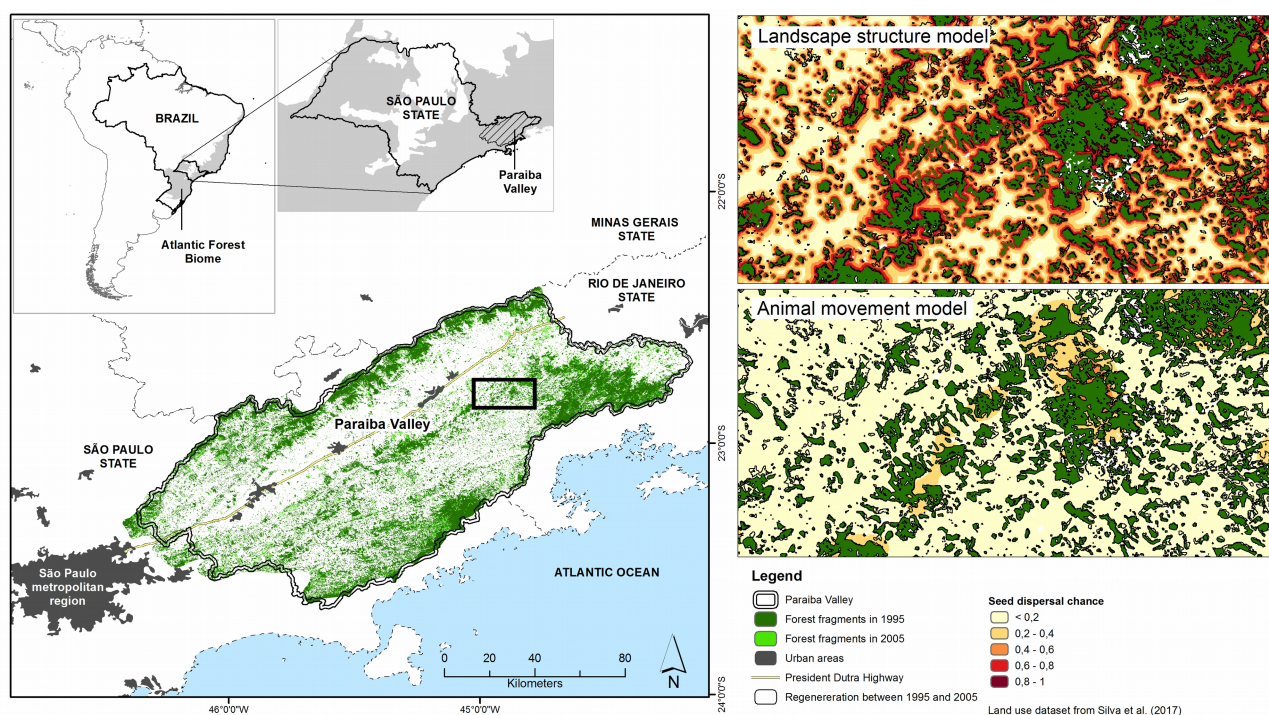 BRAZIL
Atlantic Forest
Biome
SÃO PAULO
STATE
Paraiba
Valley
MINAS GERAIS
STATE
RIO DE JANEIRO
STATE
Paraiba Valley
SÃO PAULO
STATE
São Paulo
metropolitan
region
ATLANTIC OCEAN
0 20 40 80
Kilometers
N
46°0'0"W
45°0'0"W
22°0'0"S
23°0'0"S
24°0'0"S
Landscape structure model
Animal movement model
Legend
Paraiba Valley
Forest fragments in 1995
Forest fragments in 2005
Urban areas
President Dutra Highway
Regenereration between 1995 and 2005
Seed dispersal chance
< 0,2
0,2 - 0,4
0,4 - 0,6
0,6 - 0,8
0,8 - 1
Land use dataset from Silva et al. (2017)